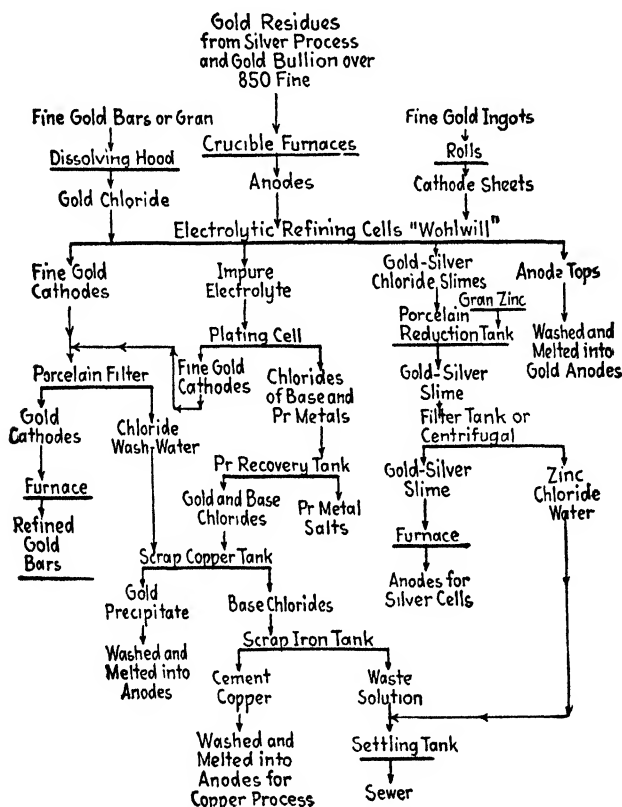 Gold Residues
from Silver Process
and Gold Bullion over
850 Fine
Fine Gold Bars or Gran
Dissolving Hood
Gold Chloride
Crucible Furnaces
Anodes
Fine Gold Ingots
Rolls
Cathode Sheets
Electrolytic Refining Cells "Wohlwill"
Fine Gold
Cathodes
Impure
Electrolyte
Gold-Silver
Chloride Slimes
Anode Tops
Gran Zinc
Porcelain
Reduction Tank
Washed and
Melted into
Gold Anodes
Plating Cell
Fine Gold
Cathodes
Chlorides
of Base and
Pr Metals
Porcelain Filter
Gold
Cathodes
Chloride
Wash-Water
Furnace
Refined
Gold
Bars
Gold-Silver
Slime
Filter Tank or
Centrifugal
Gold-Silver
Slime
Zinc
Chloride
Water
Furnace
Anodes for
Silver Cells
Pr Recovery Tank
Gold and Base
Chlorides
Pr Metal
Salts
Scrap Copper Tank
Gold
Precipitate
Base Chlorides
Washed and
Melted into
Anodes
Scrap Iron Tank
Cement
Copper
Waste
Solution
Washed and
Melted into
Anodes for
Copper Process
Settling Tank
Sewer